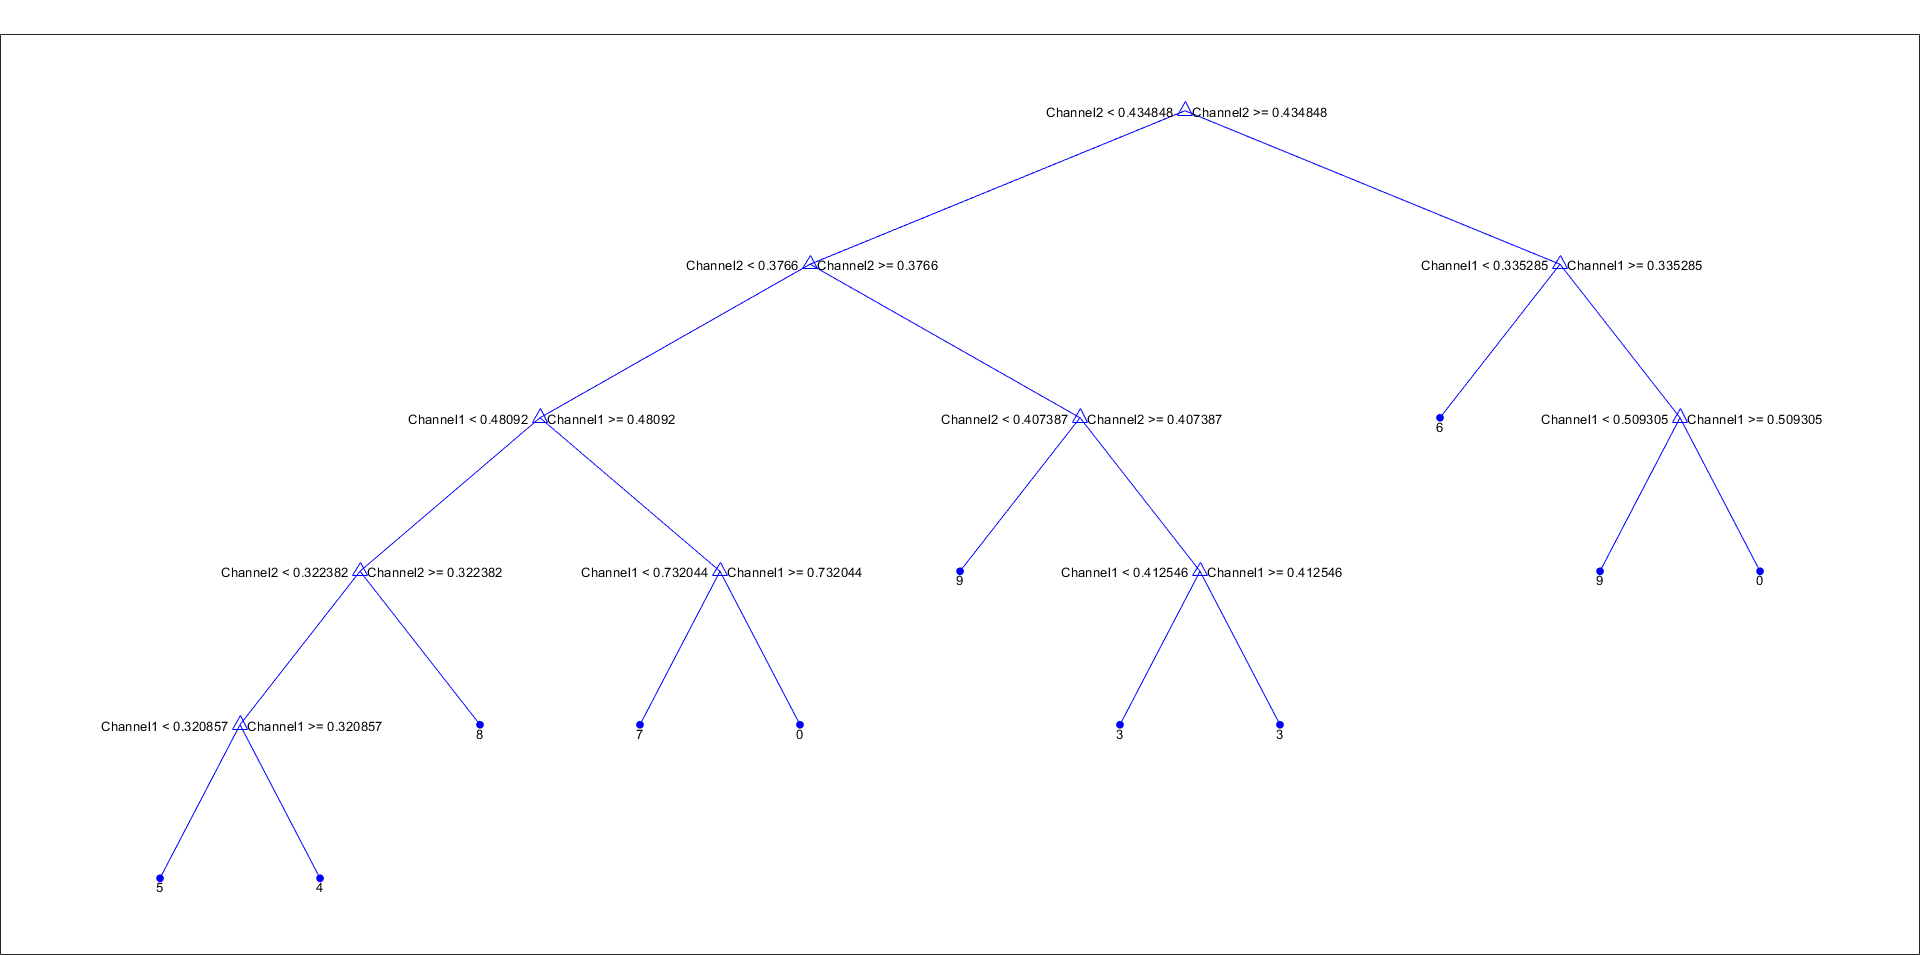 Channel2 < 0.434848 Channel2 >= 0.434848
Channel2 < 0.3766 Channel2 >= 0.3766
Channel1 < 0.335285 Channel1 >= 0.335285
Channel1 < 0.48092 Channel1 >= 0.48092
Channel2 < 0.407387 Channel2 >= 0.407387
6
Channel1 < 0.509305 Channel1 >= 0.509305
Channel2 < 0.322382 Channel2 >= 0.322382
Channel1 < 0.732044 Channel1 >= 0.732044
9
Channel1 < 0.412546 Channel1 >= 0.412546
9
0
Channel1 < 0.320857 Channel1 >= 0.320857
8
7
0
3
3
5
4